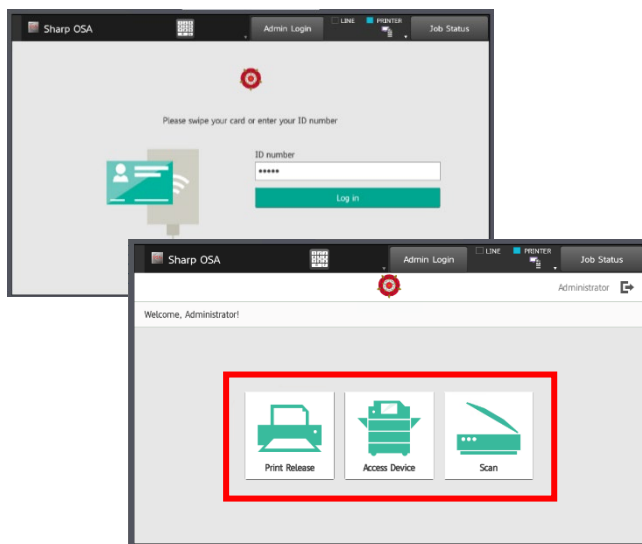 Sharp OSA
Admin Login
LINE
PRINTER
Job Status
Please swipe your card or enter your ID number
ID number
*****
Log in
Sharp OSA
Admin Login
LINE
PRINTER
Job Status
Administrator
Welcome, Administrator!
Print Release
Access Device
Scan